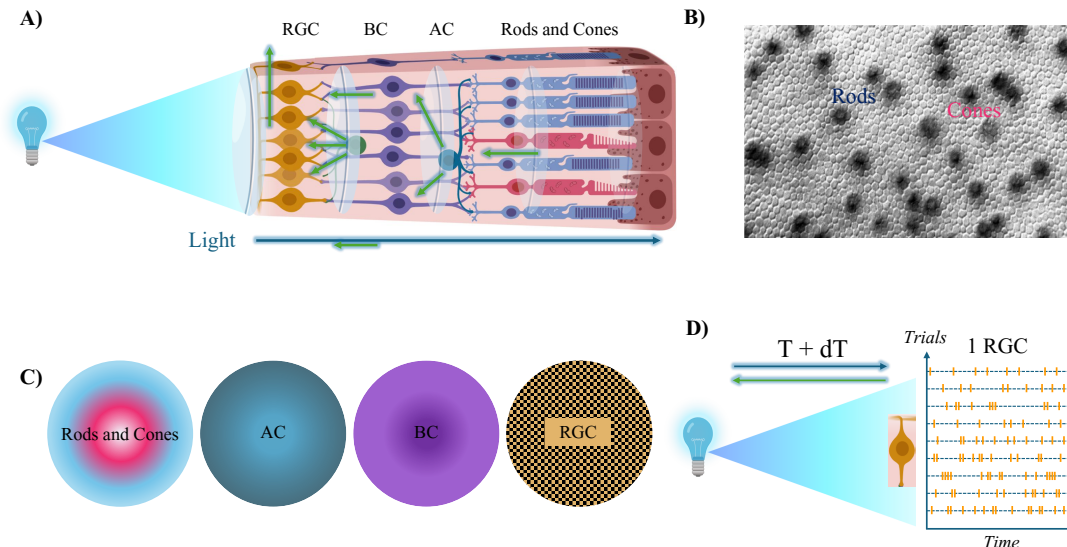 A)
RGC BC AC Rods and Cones
Light
B)
Rods
Cones
C)
Rods and Cones
AC
BC
RGC
D)
T + dT
Trials
1 RGC
Time